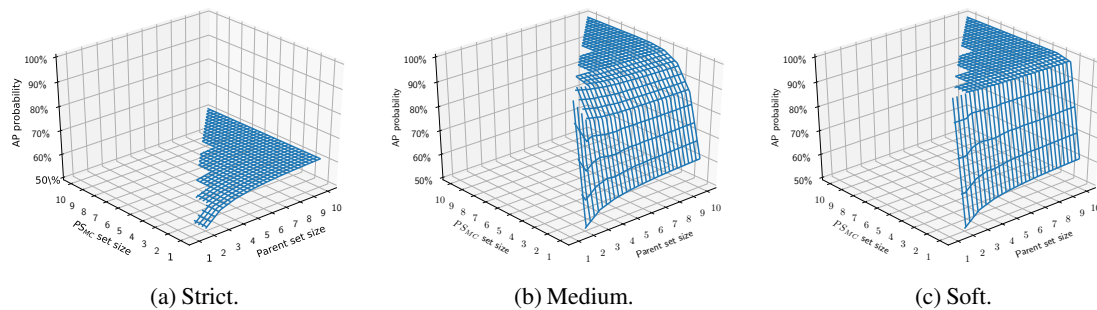 100%
90%
80%
70%
60%
50\%
AP probability
10 9 8 7 6 5 4 3 2 1
PS_MC set size
1 2 3 4 5 6 7 8 9 10
Parent set size
(a) Strict.
100%
90%
80%
70%
60%
50%
AP probability
10 9 8 7 6 5 4 3 2 1
PS_MC set size
1 2 3 4 5 6 7 8 9 10
Parent set size
(b) Medium.
100%
90%
80%
70%
60%
50%
AP probability
10 9 8 7 6 5 4 3 2 1
PS_MC set size
1 2 3 4 5 6 7 8 9 10
Parent set size
(c) Soft.